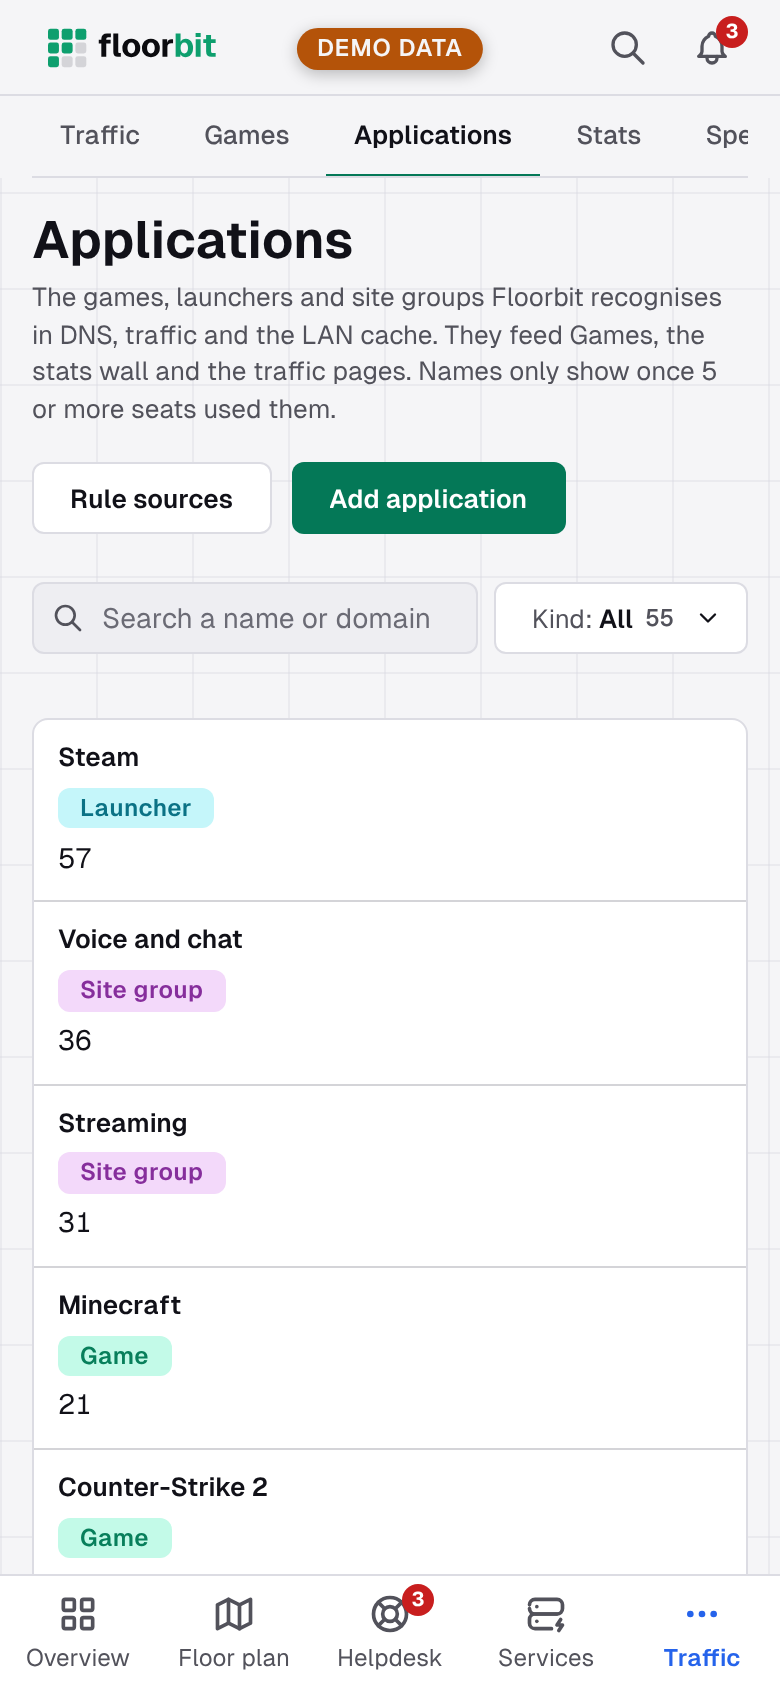 floorbit
DEMO DATA
3
Traffic
Games
Applications
Stats
Spe
Applications
The games, launchers and site groups Floorbit recognises
in DNS, traffic and the LAN cache. They feed Games, the
stats wall and the traffic pages. Names only show once 5
or more seats used them.
Rule sources
Add application
Search a name or domain
Kind: All 55
Steam
Launcher
57
Voice and chat
Site group
36
Streaming
Site group
31
Minecraft
Game
21
Counter-Strike 2
Game
3
Overview
Floor plan
Helpdesk
Services
Traffic